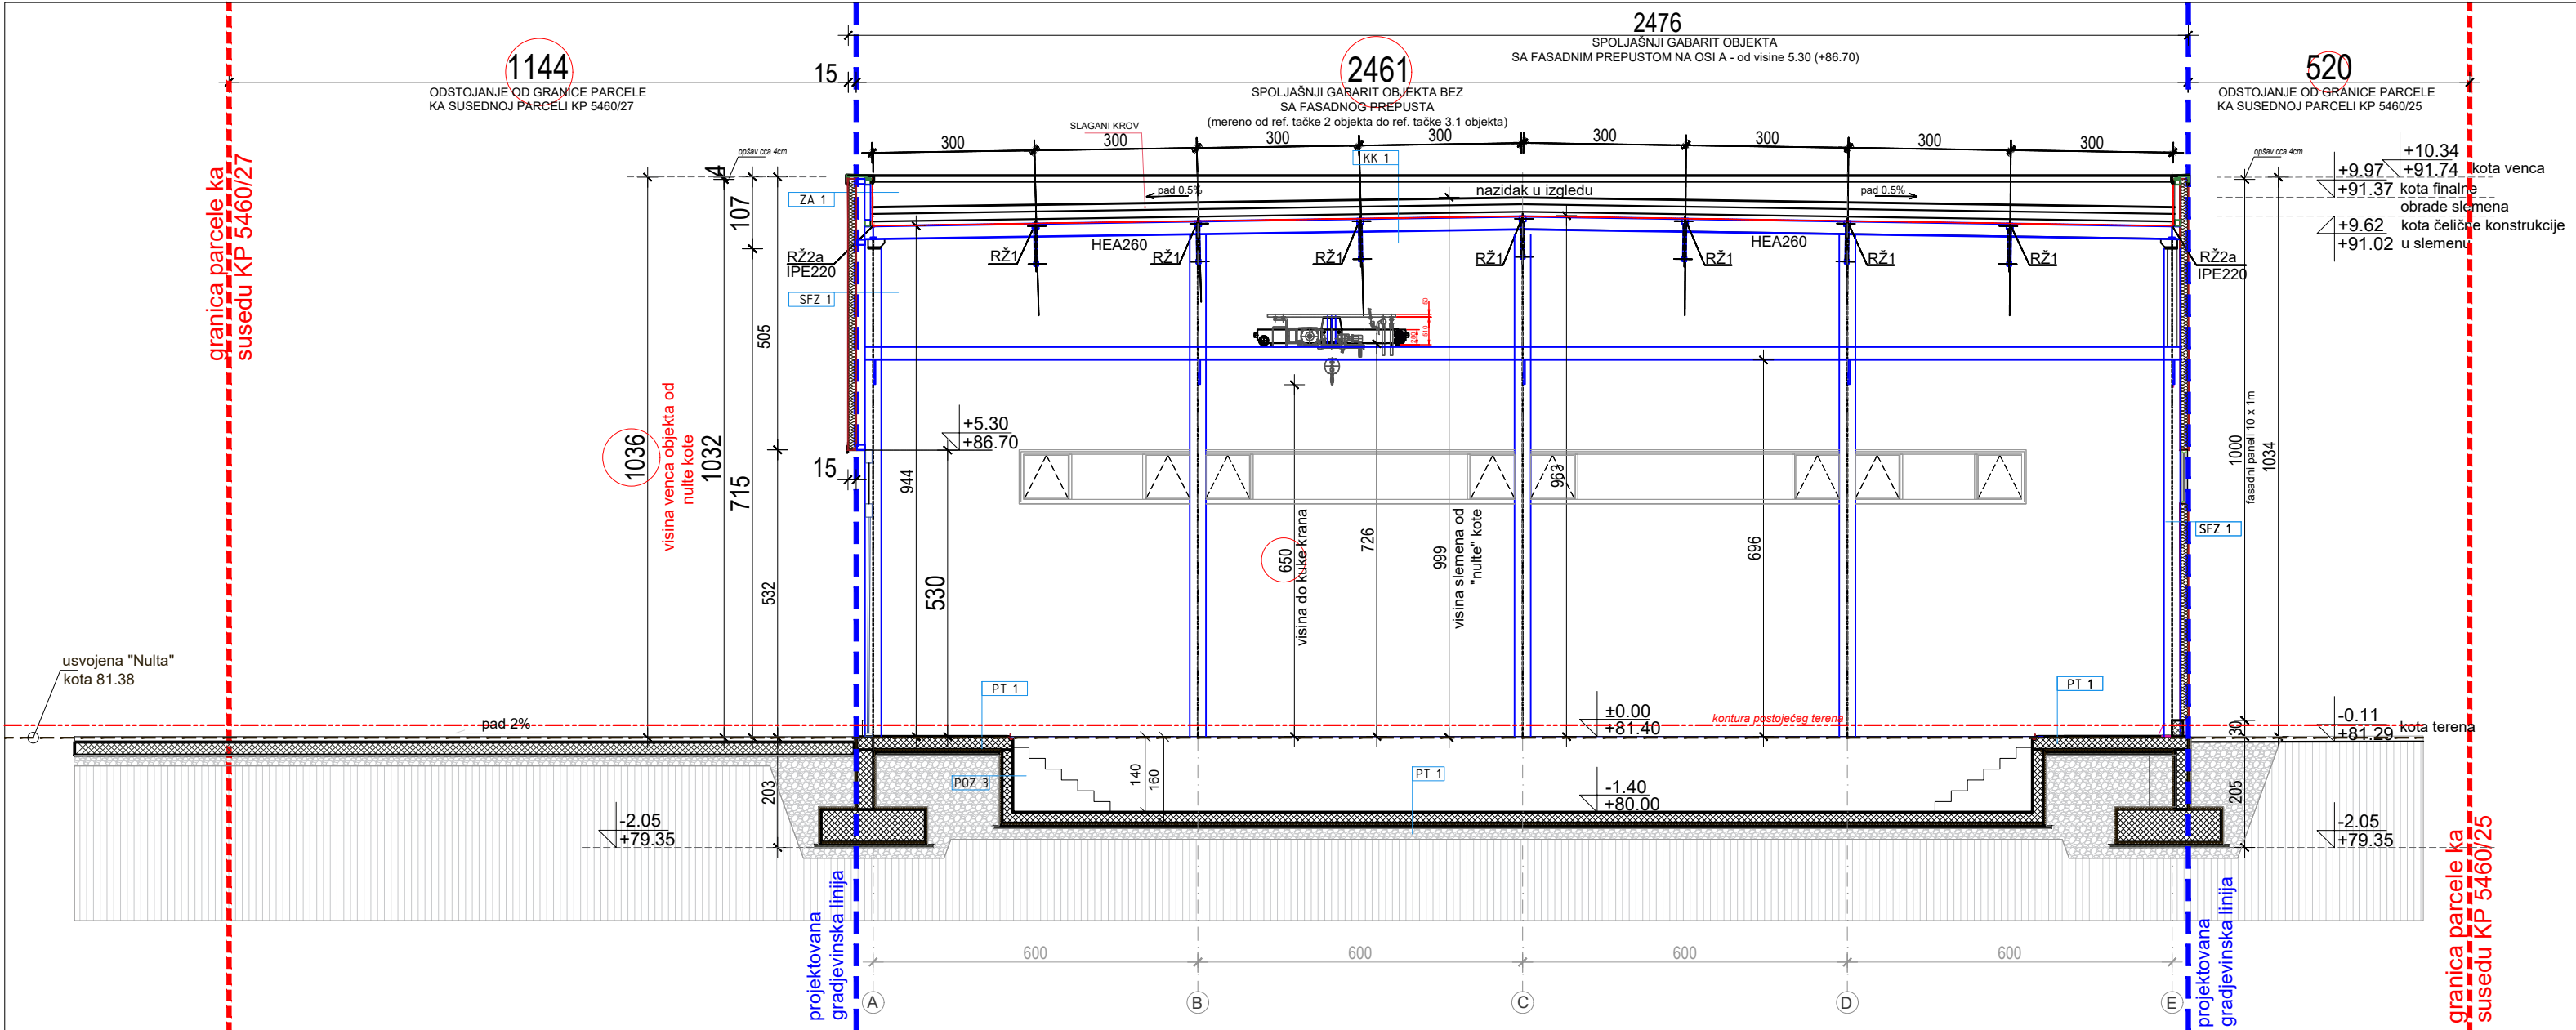 2476
SPOLJAŠNJI GABARIT OBJEKTA
SA FASADNIM PREPUSTOM NA OSI A - od visine 5.30 (+86.70)
1144
15
2461
520
ODSTOJANJE OD GRANICE PARCELE
KA SUSEDNOJ PARCELI KP 5460/27
SPOLJAŠNJI GABARIT OBJEKTA BEZ
SA FASADNOG PREPUSTA
(mereno od ref. tačke 2 objekta do ref. tačke 3.1 objekta)
ODSTOJANJE OD GRANICE PARCELE
KA SUSEDNOJ PARCELI KP 5460/25
SLAGANI KROV
300
300
300
300
300
300
300
300
KK 1
granica parcele ka
susedu KP 5460/27
opšav cca 4cm
4
107
ZA 1
pad 0.5%
nazidak u izgledu
pad 0.5%
opšav cca 4cm
+10.34
+91.74
kota venca
+9.97
+91.37
kota finalne
obrade slemena
+9.62
+91.02
kota čelične konstrukcije
u slemenu
RŽ2a
IPE220
HEA260
HEA260
RŽ1
RŽ1
RŽ1
RŽ1
RŽ1
RŽ1
RŽ1
RŽ2a
IPE220
SFZ 1
505
50
510
280
1036
visina venca objekta od
nulte kote
1032
715
532
15
+5.30
+86.70
944
530
650
visina do kuke krana
726
999
visina slemena od
"nulte" kote
963
696
1000
fasadni paneli 10 x 1m
1034
SFZ 1
usvojena "Nulta"
kota 81.38
pad 2%
PT 1
±0.00
+81.40
kontura postojećeg terena
PT 1
30
-0.11
+81.29
kota terena
203
POZ 3
140
160
PT 1
-1.40
+80.00
205
-2.05
+79.35
-2.05
+79.35
projektovana
gradjevinska linija
projektovana
gradjevinska linija
granica parcele ka
susedu KP 5460/25
600
600
600
600
A
B
C
D
E